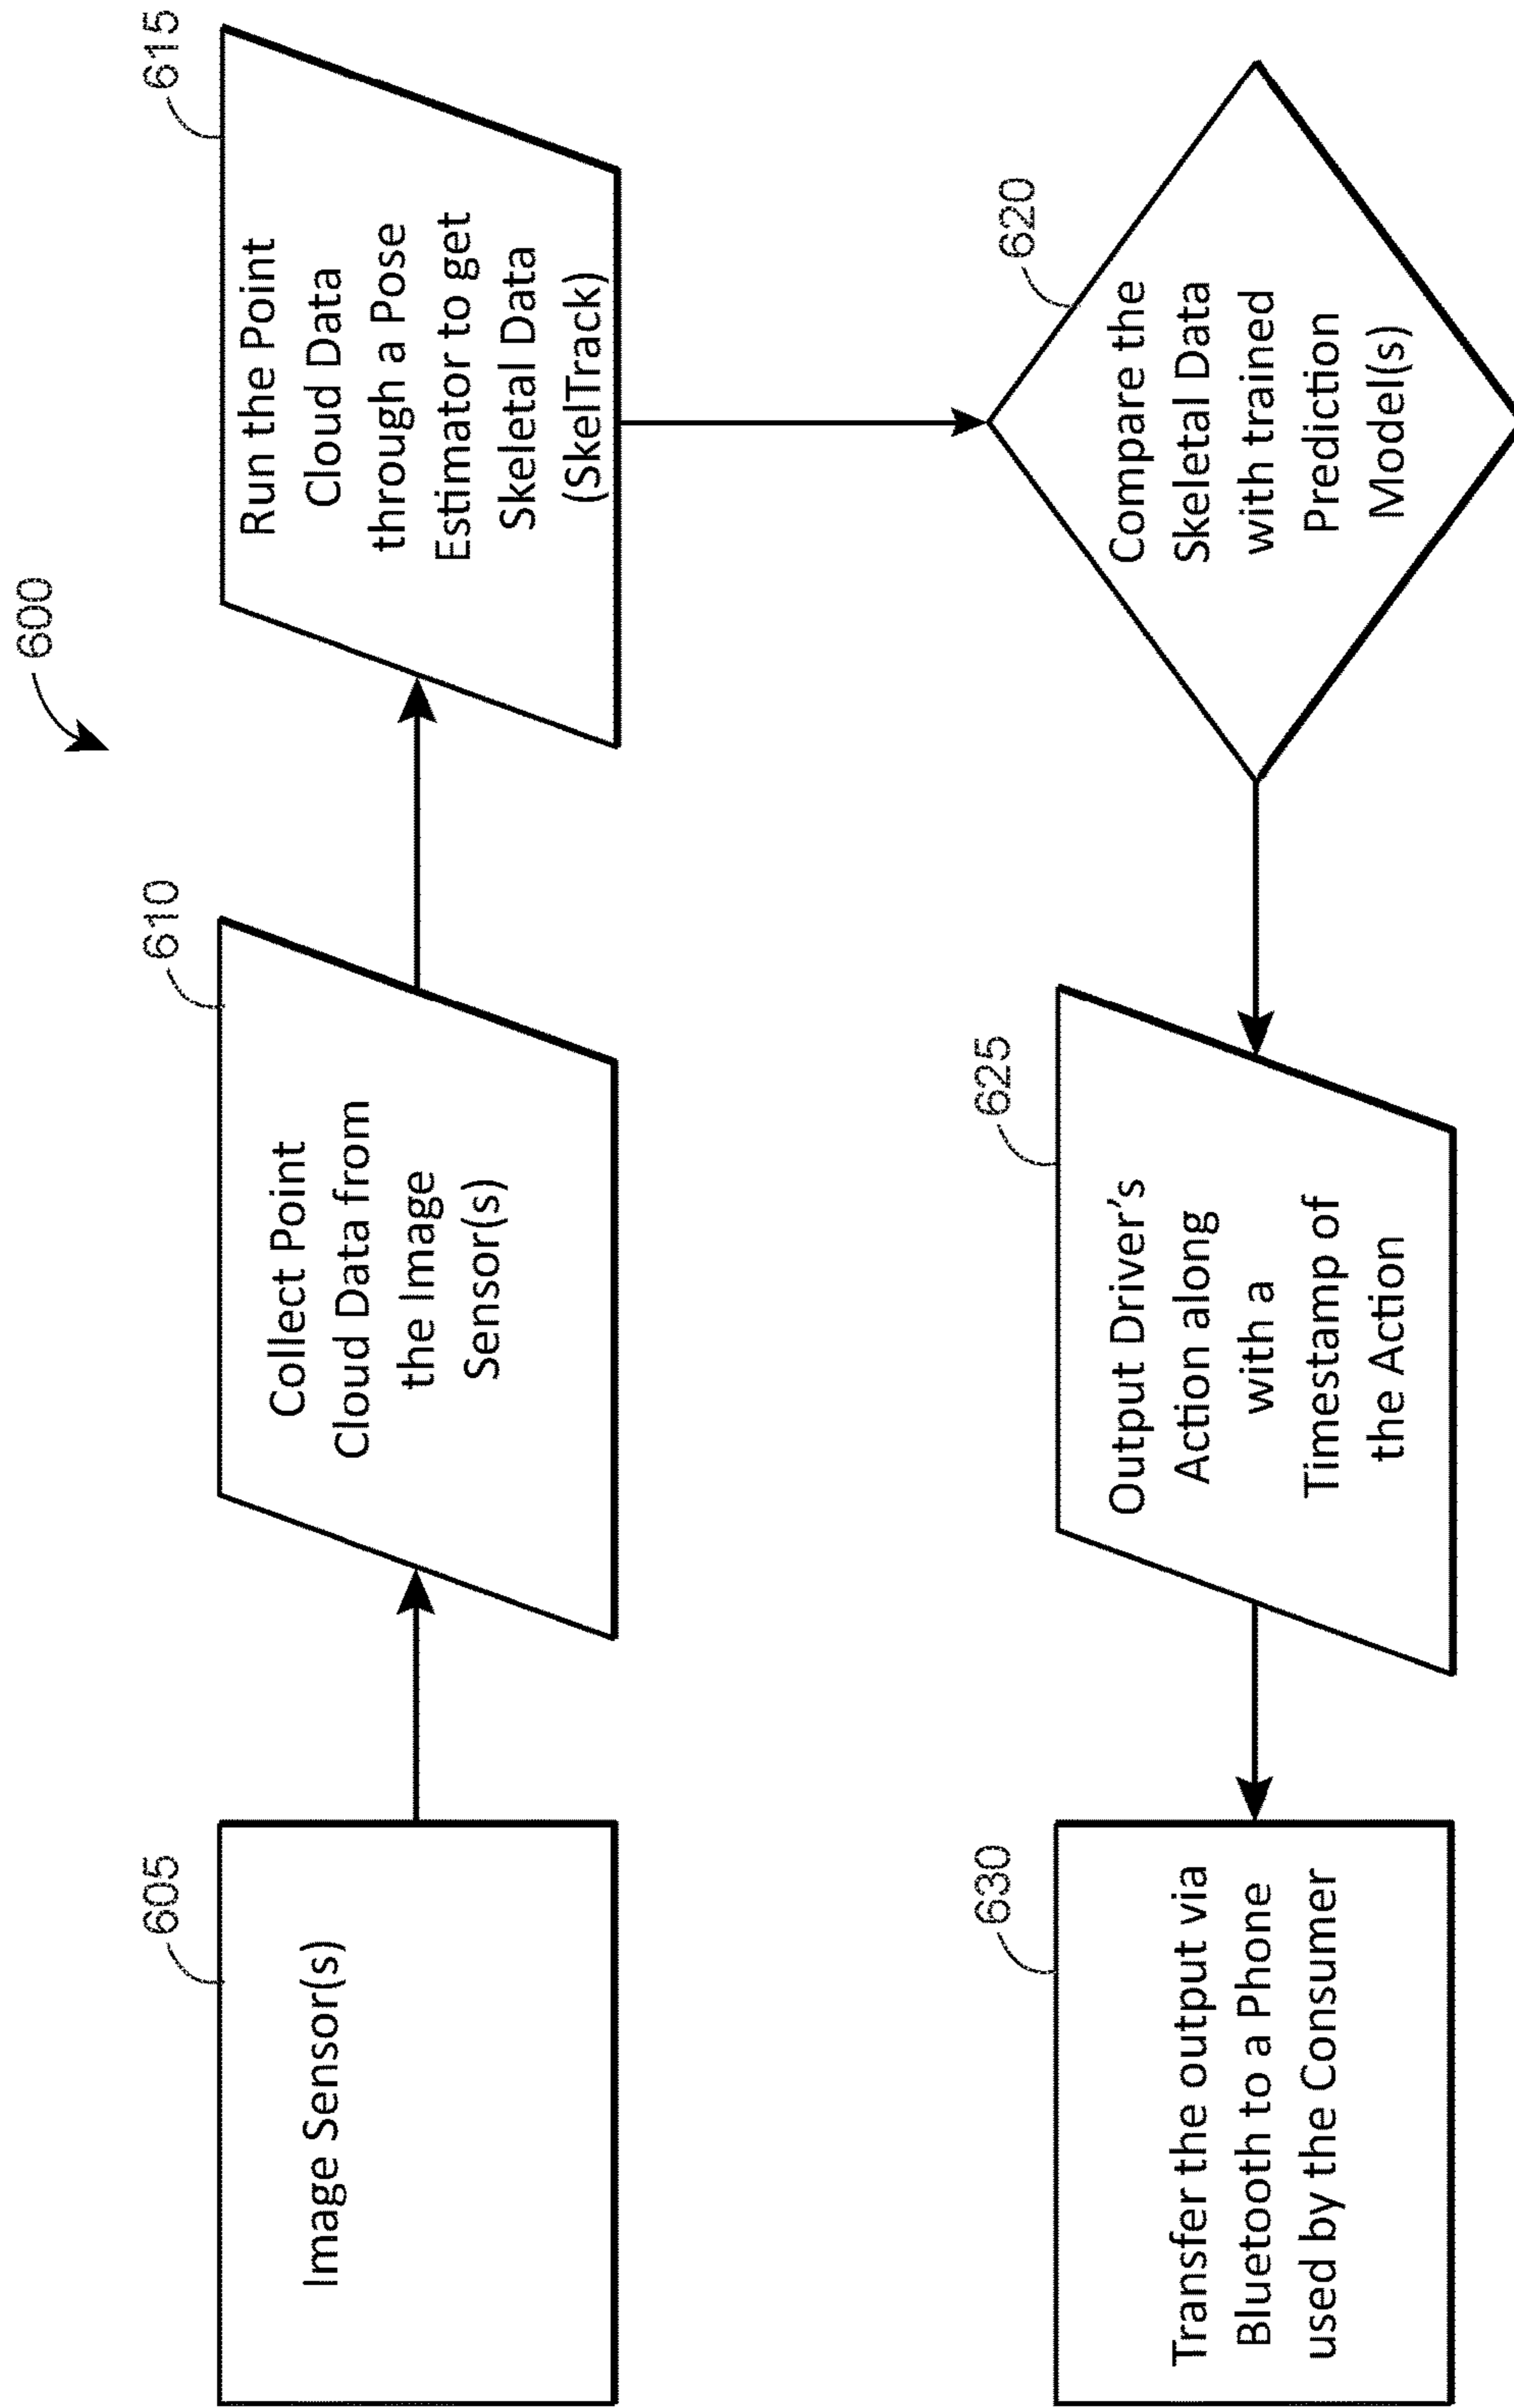 600
605
Image Sensor(s)
610
Collect Point
Cloud Data from
the Image
Sensor(s)
615
Run the Point
Cloud Data
through a Pose
Estimator to get
Skeletal Data
(SkelTrack)
620
Compare the
Skeletal Data
with trained
Prediction
Model(s)
625
Output Driver’s
Action along
with a
Timestamp of
the Action
630
Transfer the output via
Bluetooth to a Phone
used by the Consumer